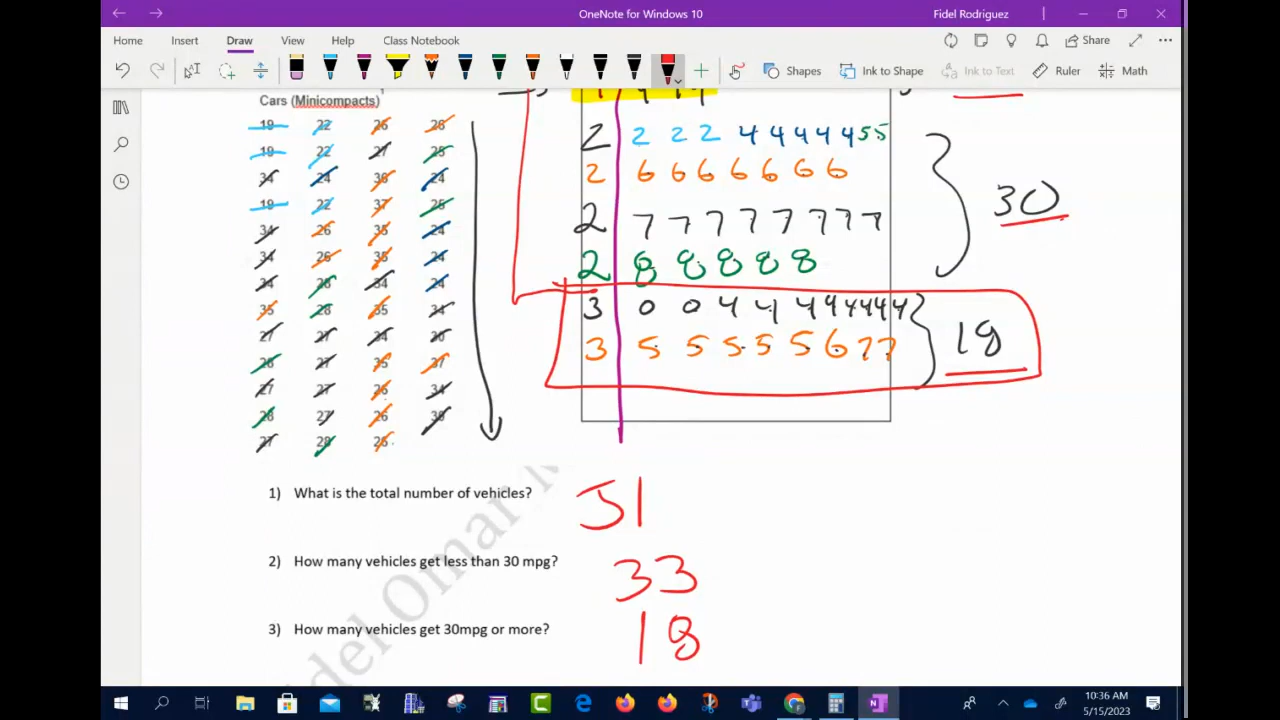 OneNote for Windows 10
Fidel Rodriguez
Home Insert Draw View Help Class Notebook
Share
Shapes Ink to Shape Ink to Text Ruler Math
Cars (Minicompacts)
19 22 26 26
19 22 27 25
34 24 36 24
19 22 37 25
34 26 35 24
34 26 35 24
34 28 34 24
35 28 35 34
27 27 34 30
28 27 35 37
27 27 26 34
28 27 26 30
27 28 26
2 2 2 2 4 4 4 4 5 5
2 6 6 6 6 6 6 6
2 7 7 7 7 7 7 7 7
2 8 8 8 8 8
30
3 0 0 4 4 4 4 4 4 4 4
3 5 5 5 5 5 6 7 7
18
1) What is the total number of vehicles? 51
2) How many vehicles get less than 30 mpg? 33
3) How many vehicles get 30mpg or more? 18
Fidel Omar
10:36 AM
5/15/2023